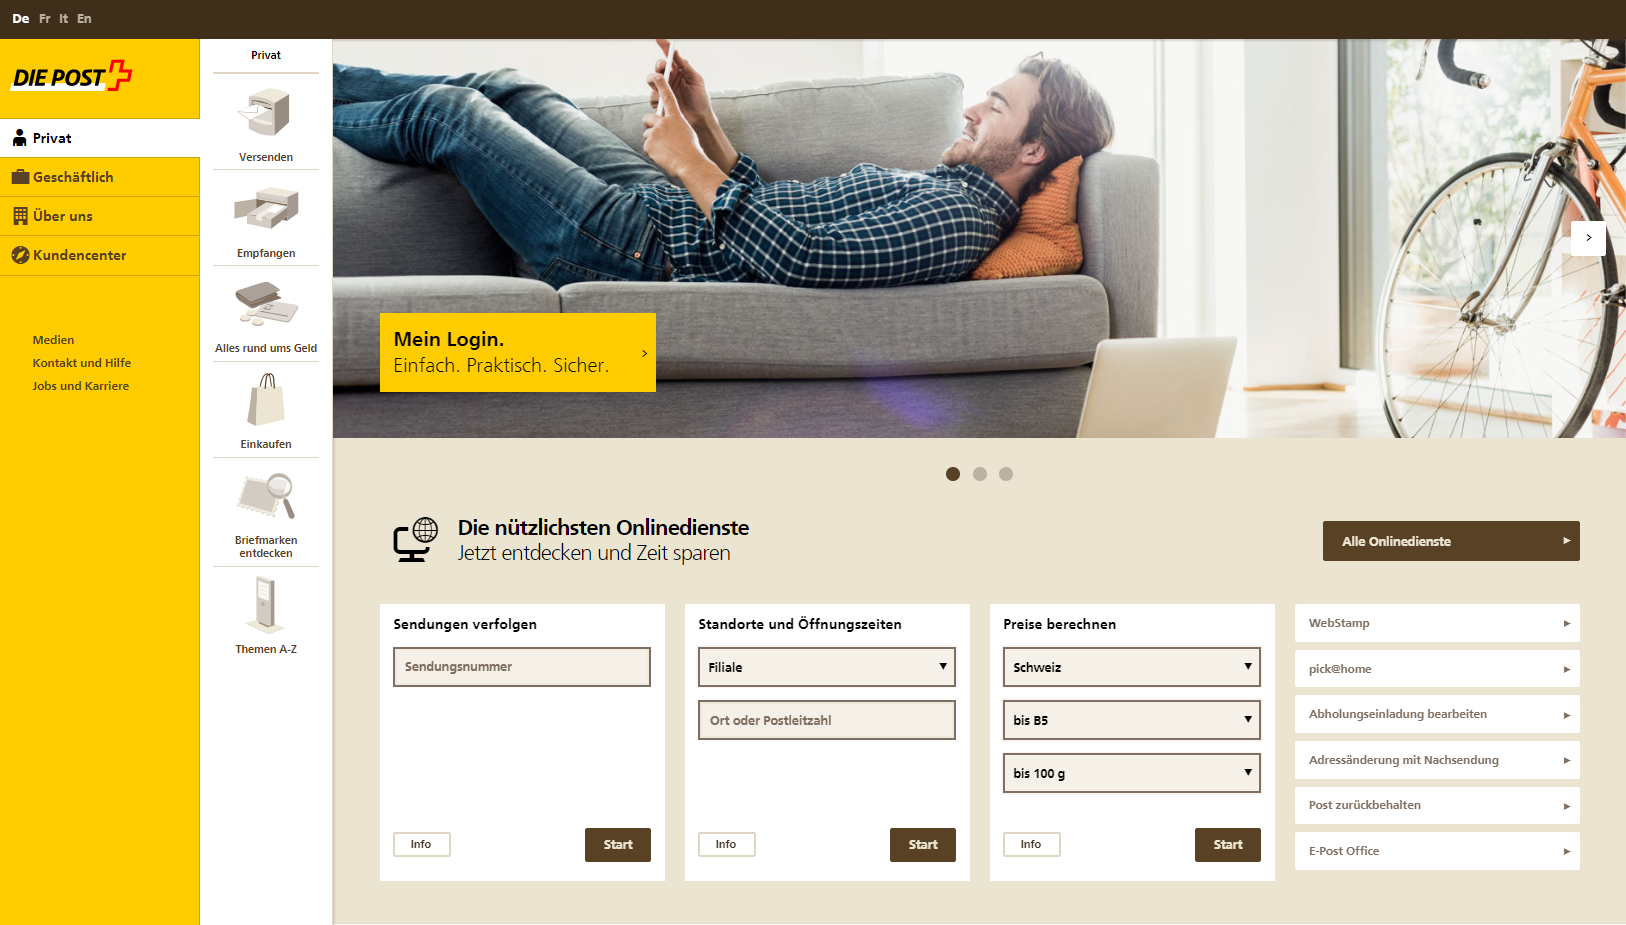 De Fr It En
DIE POST
Privat
Geschäftlich
Über uns
Kundencenter
Medien
Kontakt und Hilfe
Jobs und Karriere
Privat
Versenden
Empfangen
Alles rund ums Geld
Einkaufen
Briefmarken
entdecken
Themen A-Z
Mein Login.
Einfach. Praktisch. Sicher.
Die nützlichsten Onlinedienste
Jetzt entdecken und Zeit sparen
Alle Onlinedienste
Sendungen verfolgen
Sendungsnummer
Info
Start
Standorte und Öffnungszeiten
Filiale
Ort oder Postleitzahl
Info
Start
Preise berechnen
Schweiz
bis B5
bis 100 g
Info
Start
WebStamp
pick@home
Abholungseinladung bearbeiten
Adressänderung mit Nachsendung
Post zurückbehalten
E-Post Office